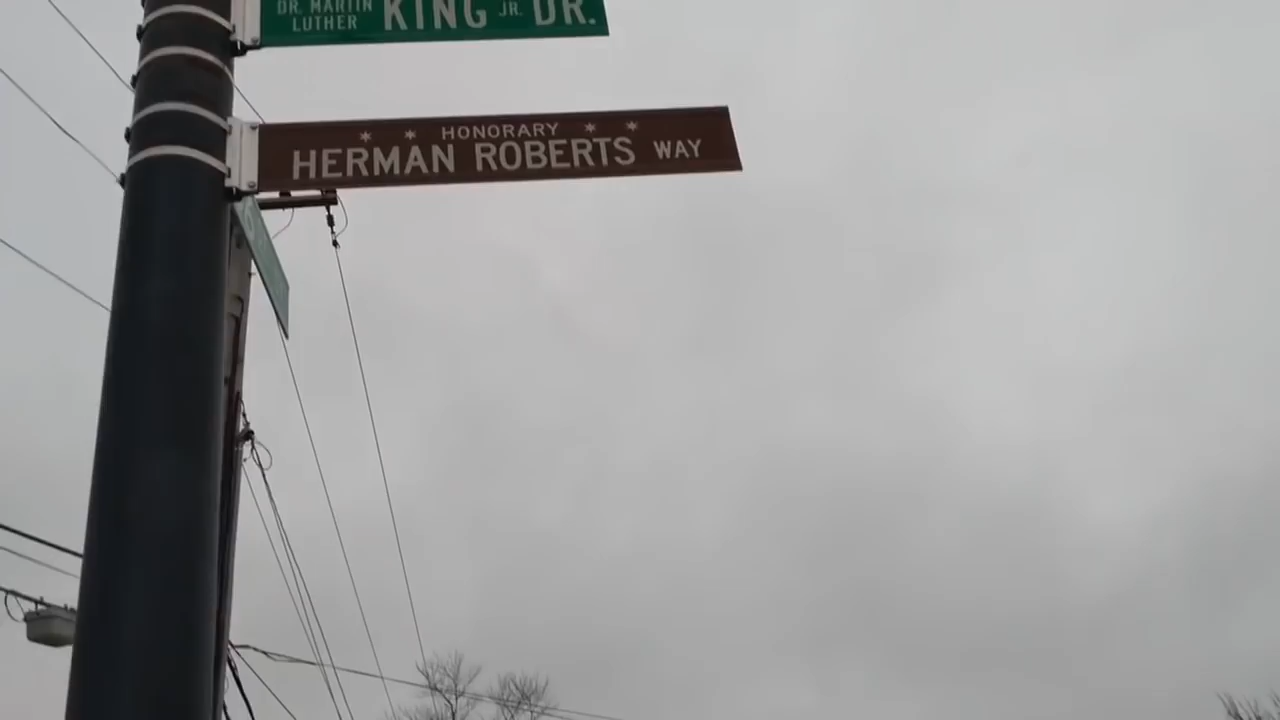 DR. MARTIN
LUTHER KING JR. DR.
HONORARY
HERMAN ROBERTS WAY